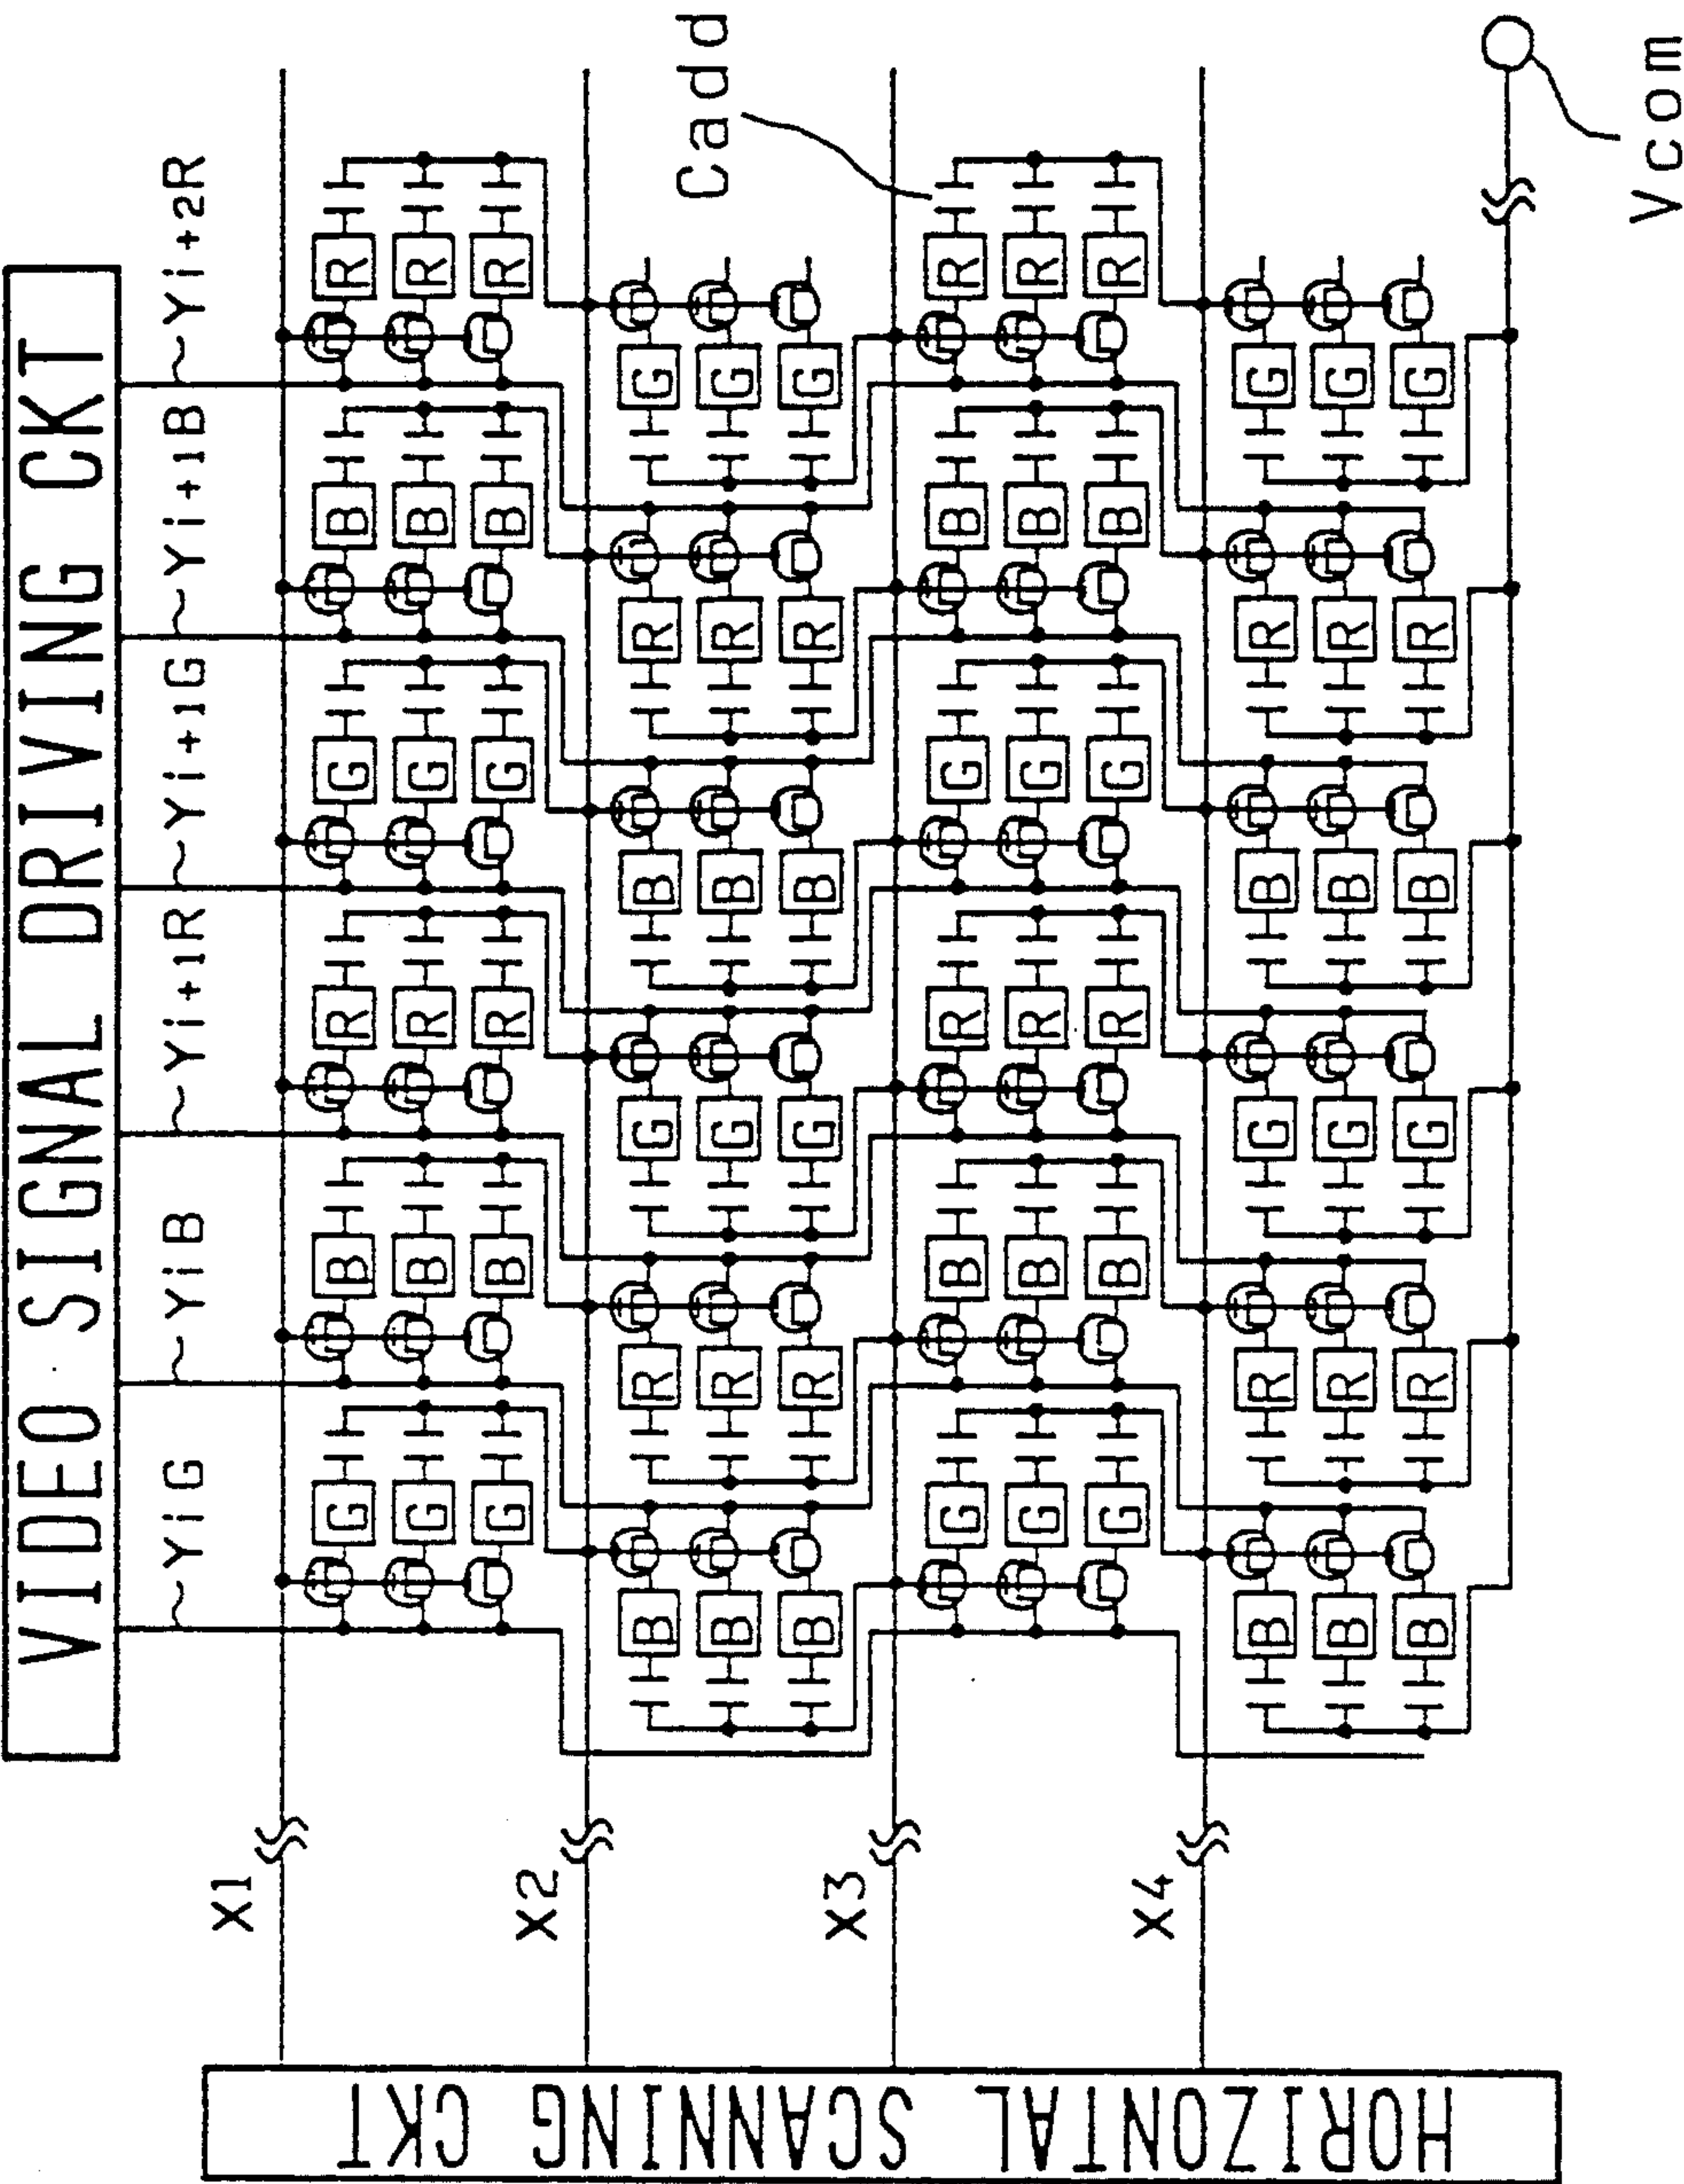 VIDEO SIGNAL DRIVING CKT
YiG YiB Yi+1R Yi+1G Yi+1B Yi+2R
HORIZONTAL SCANNING CKT
X1
G B R G B R
G B R G B R
G B R G B R
X2
B R G B R G
Cadd
B R G B R G
B R G B R G
X3
G B R G B R
G B R G B R
G B R G B R
X4
B R G B R G
B R G B R G
B R G B R G
Vcom